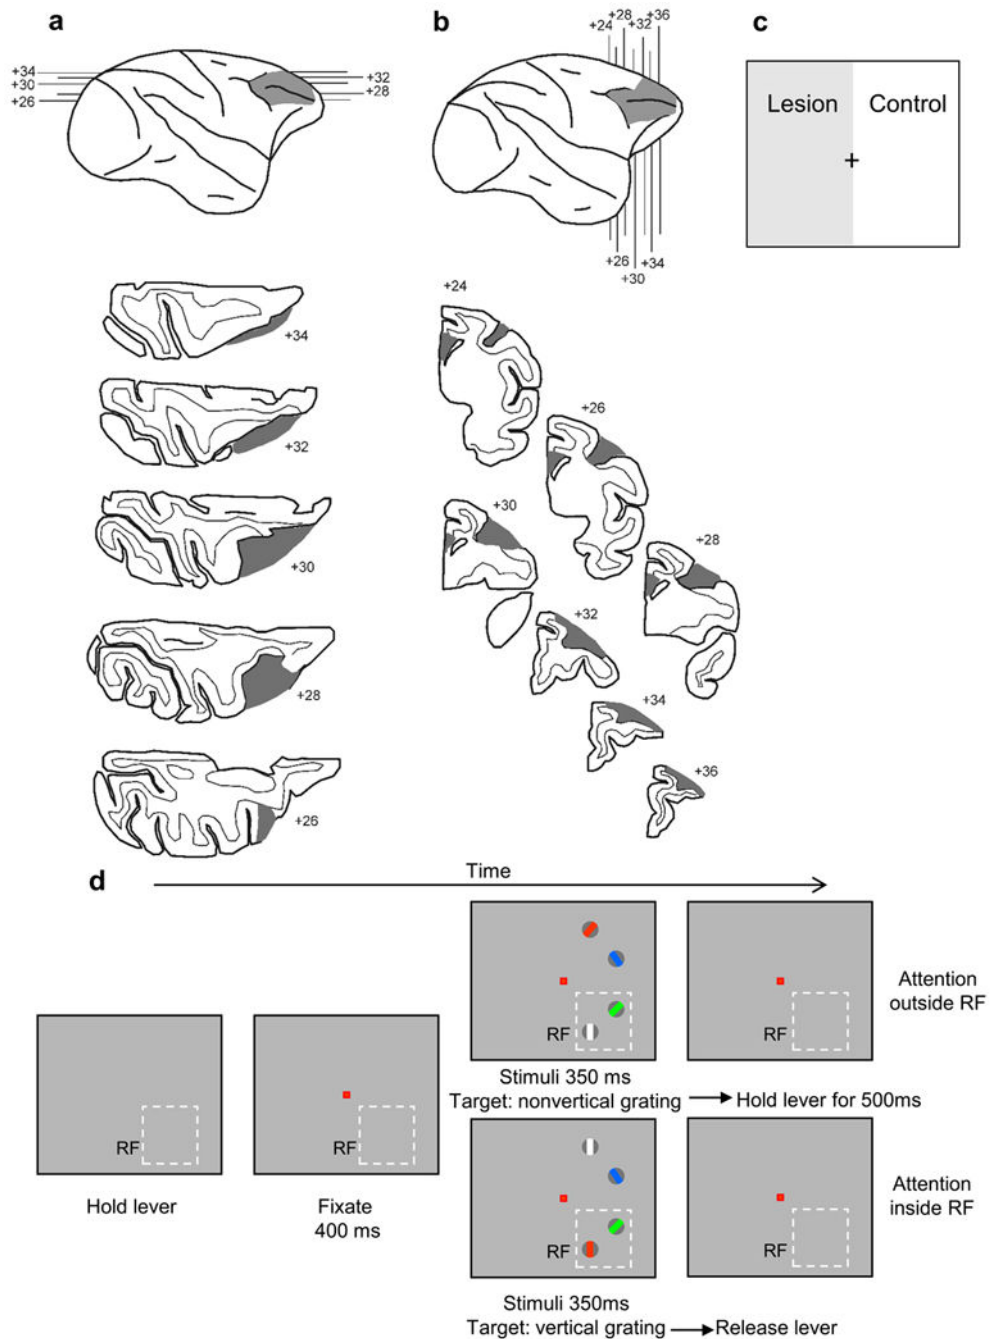 a
+34
+30
+26
+32
+28
+34
+32
+30
+28
+26
b
+28 +36
+24 +32
+26 +34
+30
+24
+26
+30
+28
+32
+34
+36
c
Lesion Control
+
d
Time
RF
Hold lever
RF
Fixate
400 ms
RF
Stimuli 350 ms
Target: nonvertical grating
RF
Hold lever for 500ms
Attention
outside RF
RF
Stimuli 350ms
Target: vertical grating
RF
Release lever
Attention
inside RF